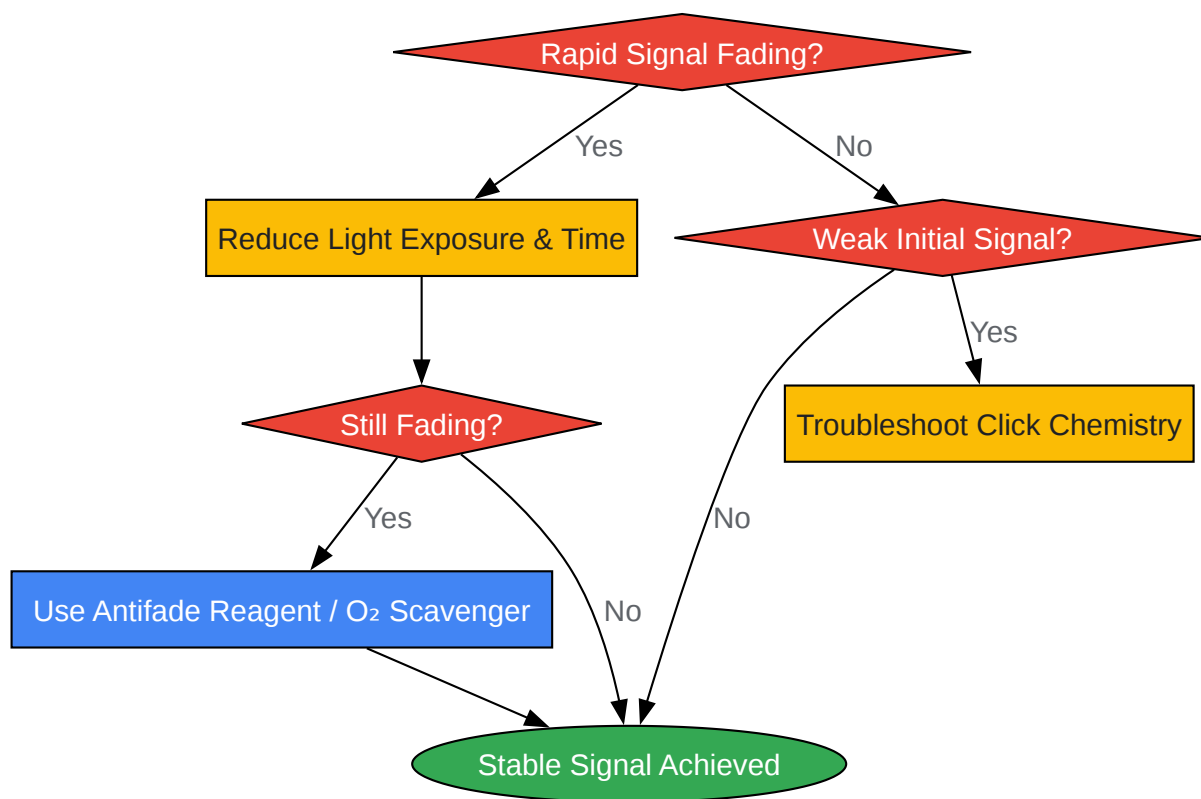 Rapid Signal Fading?
Yes
No
Reduce Light Exposure & Time
Weak Initial Signal?
Yes
Still Fading?
Troubleshoot Click Chemistry
Yes
No
Use Antifade Reagent / O₂ Scavenger
No
Stable Signal Achieved